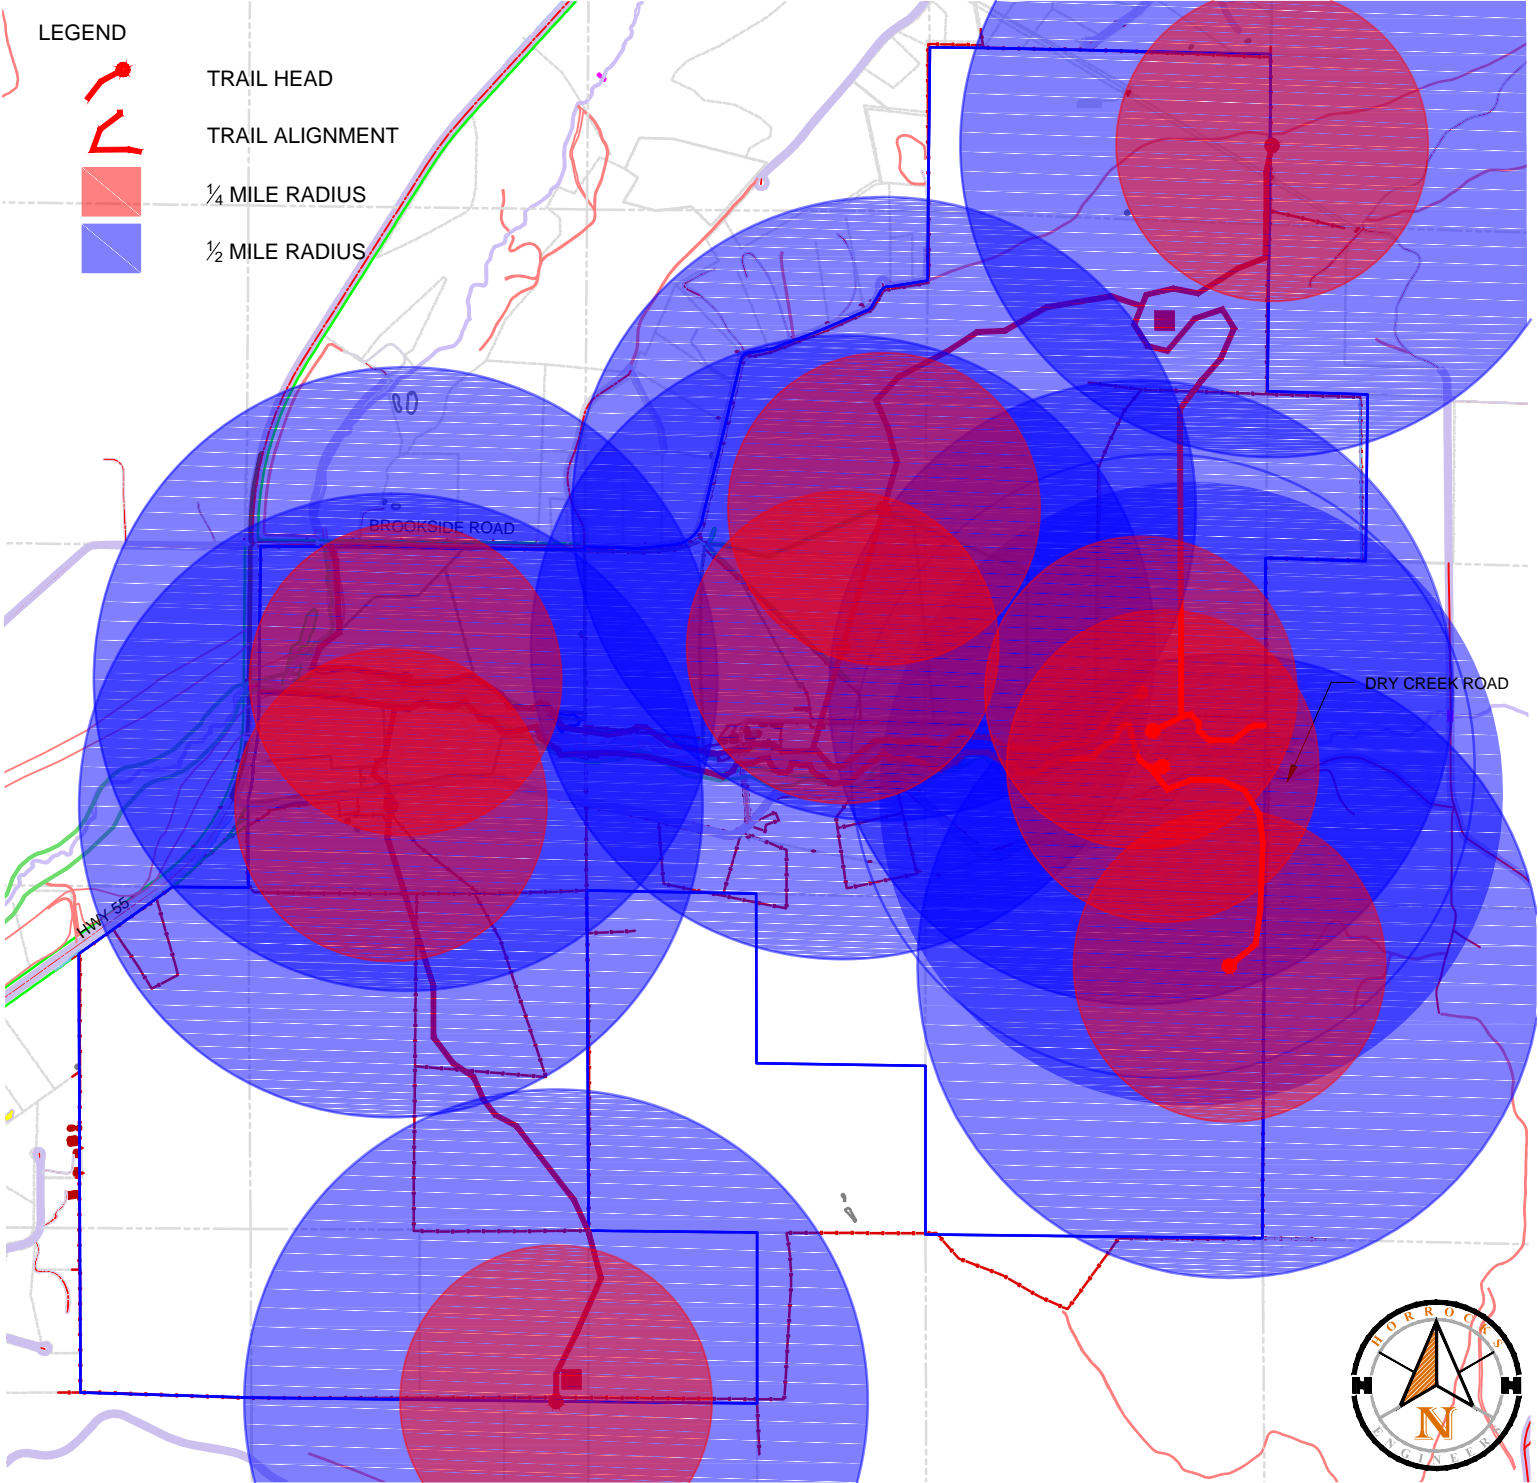 LEGEND
TRAIL HEAD
TRAIL ALIGNMENT
¼ MILE RADIUS
½ MILE RADIUS
BROOKSIDE ROAD
DRY CREEK ROAD
HWY 55
HORROCKS
H H
N
ENGINEERS